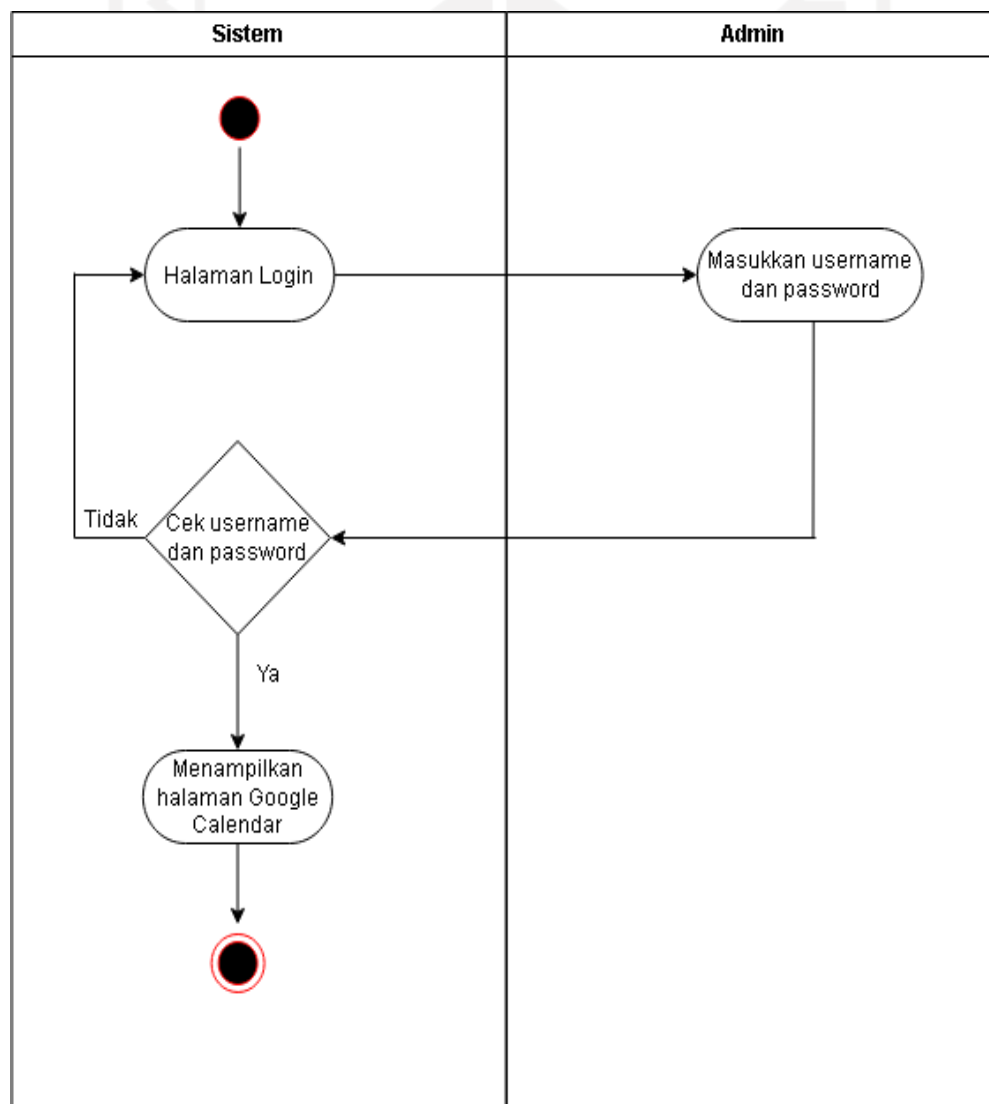 Sistem
Admin
Halaman Login
Masukkan username
dan password
Tidak
Cek username
dan password
Ya
Menampilkan
halaman Google
Calendar